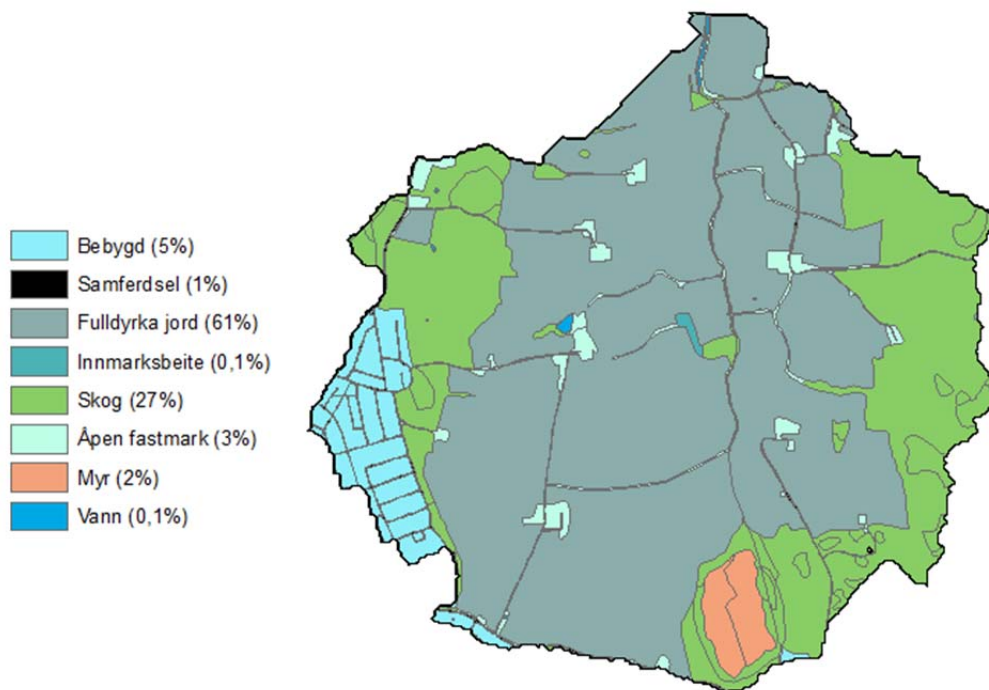 Bebygd (5%)
Samferdsel (1%)
Fulldyrka jord (61%)
Innmarksbeite (0,1%)
Skog (27%)
Åpen fastmark (3%)
Myr (2%)
Vann (0,1%)